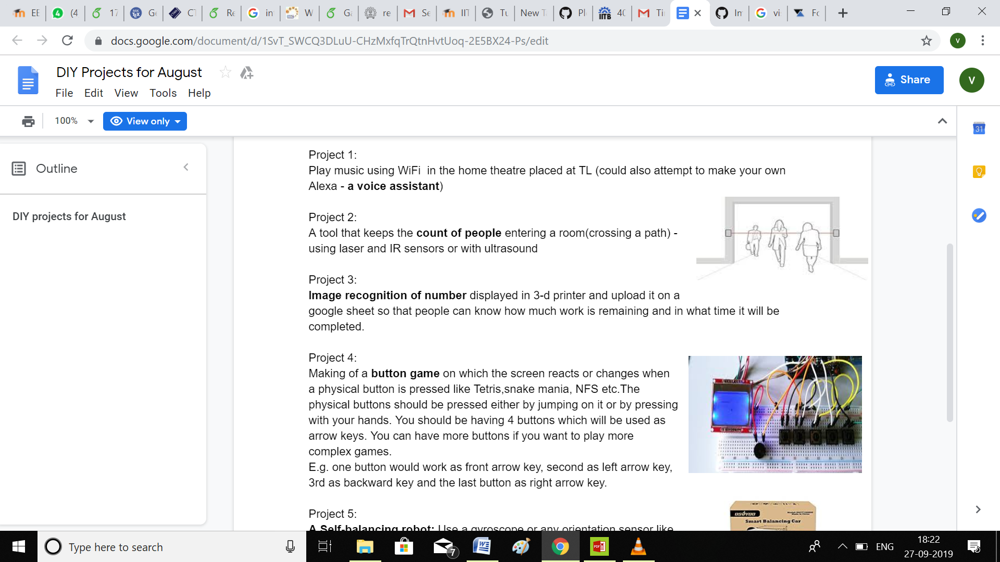 EE
(4
17
Ge
CT
Re
in
W
Ga
re
Se
IIT
Tu
New T
Pl
4C
Ti
Im
vi
Fo
docs.google.com/document/d/1SvT_SWCQ3DLuU-CHzMxfqTrQtnHvtUoq-2E5BX24-Ps/edit
V
DIY Projects for August
File Edit View Tools Help
Share
V
100%
View only
31
Outline
DIY projects for August
Project 1:
Play music using WiFi in the home theatre placed at TL (could also attempt to make your own
Alexa - a voice assistant)
Project 2:
A tool that keeps the count of people entering a room(crossing a path) -
using laser and IR sensors or with ultrasound
Project 3:
Image recognition of number displayed in 3-d printer and upload it on a
google sheet so that people can know how much work is remaining and in what time it will be
completed.
Project 4:
Making of a button game on which the screen reacts or changes when
a physical button is pressed like Tetris,snake mania, NFS etc.The
physical buttons should be pressed either by jumping on it or by pressing
with your hands. You should be having 4 buttons which will be used as
arrow keys. You can have more buttons if you want to play more
complex games.
E.g. one button would work as front arrow key, second as left arrow key,
3rd as backward key and the last button as right arrow key.
Project 5:
A Self-balancing robot: Use a gyroscope or any orientation sensor like
OSOYOO
Smart Balancing Car
Type here to search
7
ENG
18:22
27-09-2019